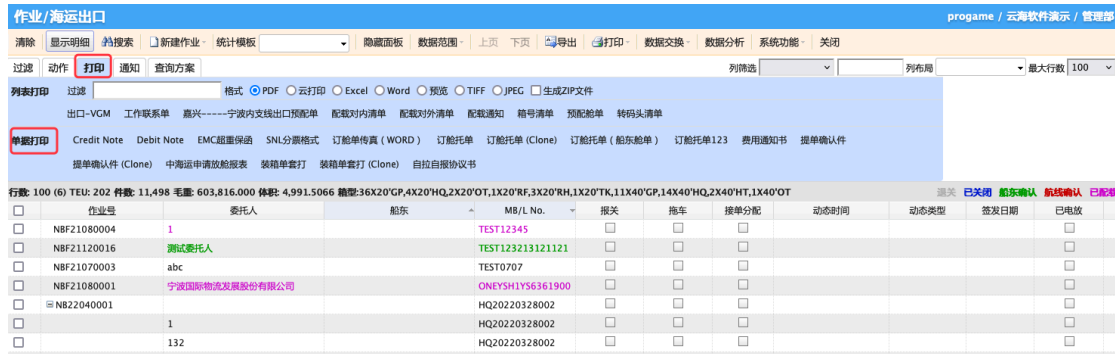 作业/海运出口 progame / 云海软件演示 / 管理部
清除 显示明细 搜索 新建作业 统计模板 隐藏面板 数据范围 上页 下页 导出 打印 数据交换 数据分析 系统功能 关闭
过滤 动作 打印 通知 查询方案 列筛选 列布局 最大行数 100
列表打印 过滤 格式 PDF 云打印 Excel Word 预览 TIFF JPEG 生成ZIP文件
出口-VGM 工作联系单 嘉兴-----宁波内支线出口预配单 配载对内清单 配载对外清单 配载通知 箱号清单 预配舱单 转码头清单
单据打印 Credit Note Debit Note EMC超重保函 SNL分票格式 订舱单传真 ( WORD ) 订舱托单 订舱托单 (Clone) 订舱托单 ( 船东舱单 ) 订舱托单123 费用通知书 提单确认件
提单确认件 (Clone) 中海运申请放舱报表 装箱单套打 装箱单套打 (Clone) 自拉自报协议书
行数: 100 (6) TEU: 202 件数: 11,498 毛重: 603,816.000 体积: 4,991.5066 箱型:36X20'GP,4X20'HQ,2X20'OT,1X20'RF,3X20'RH,1X20'TK,11X40'GP,14X40'HQ,2X40'HT,1X40'OT 退关 已关闭 船东确认 航线确认 已配载
作业号 委托人 船东 MB/L No. 报关 拖车 接单分配 动态时间 动态类型 签发日期 已电放
NBF21080004 1 TEST12345
NBF21120016 测试委托人 TEST123213121121
NBF21070003 abc TEST0707
NBF21080001 宁波国际物流发展股份有限公司 ONEYSH1YS6361900
NB22040001 HQ20220328002
1 HQ20220328002
132 HQ20220328002